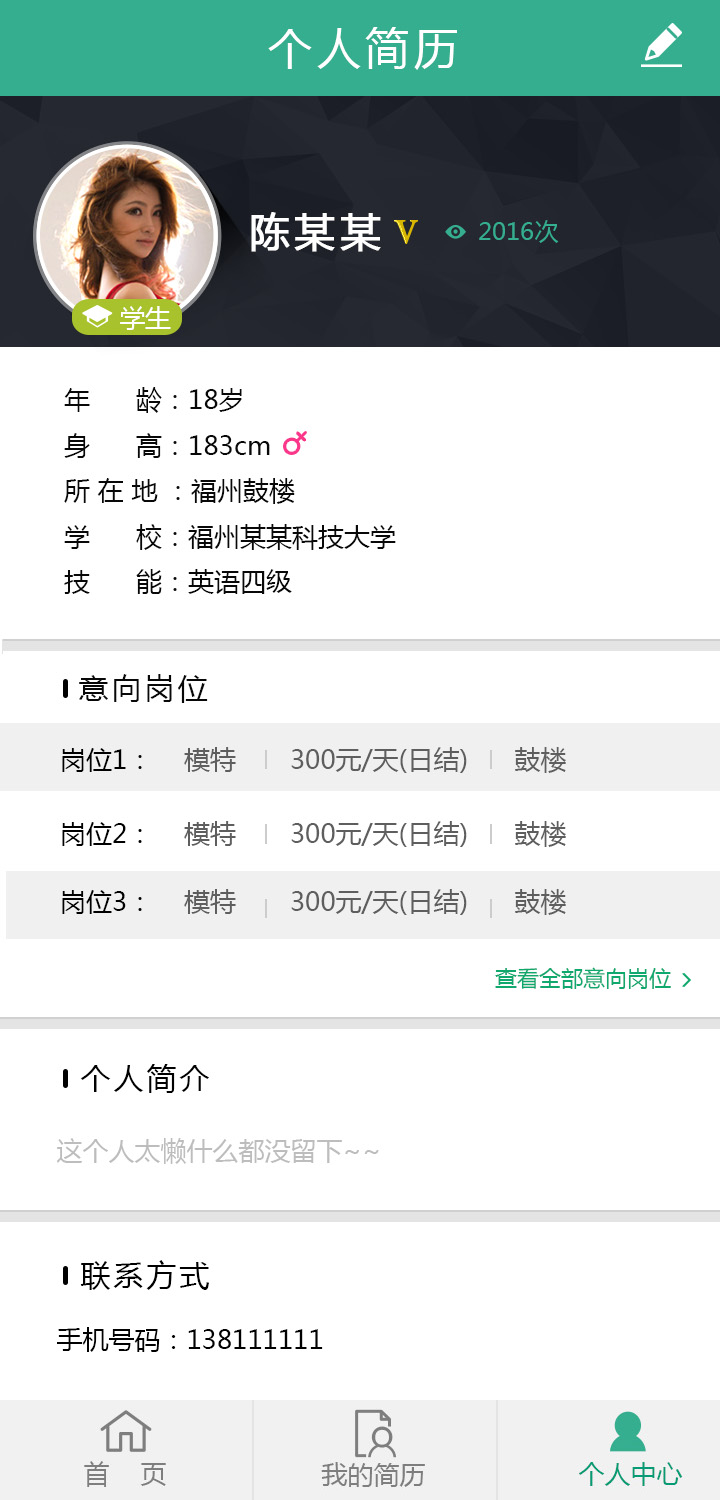 个人简历
陈某某 V 2016次
学生
年 龄：18岁
身 高：183cm
所在地：福州鼓楼
学 校：福州某某科技大学
技 能：英语四级
意向岗位
岗位1： 模特 300元/天(日结) 鼓楼
岗位2： 模特 300元/天(日结) 鼓楼
岗位3： 模特 300元/天(日结) 鼓楼
查看全部意向岗位
个人简介
这个人太懒什么都没留下~~
联系方式
手机号码：138111111
首 页 我的简历 个人中心